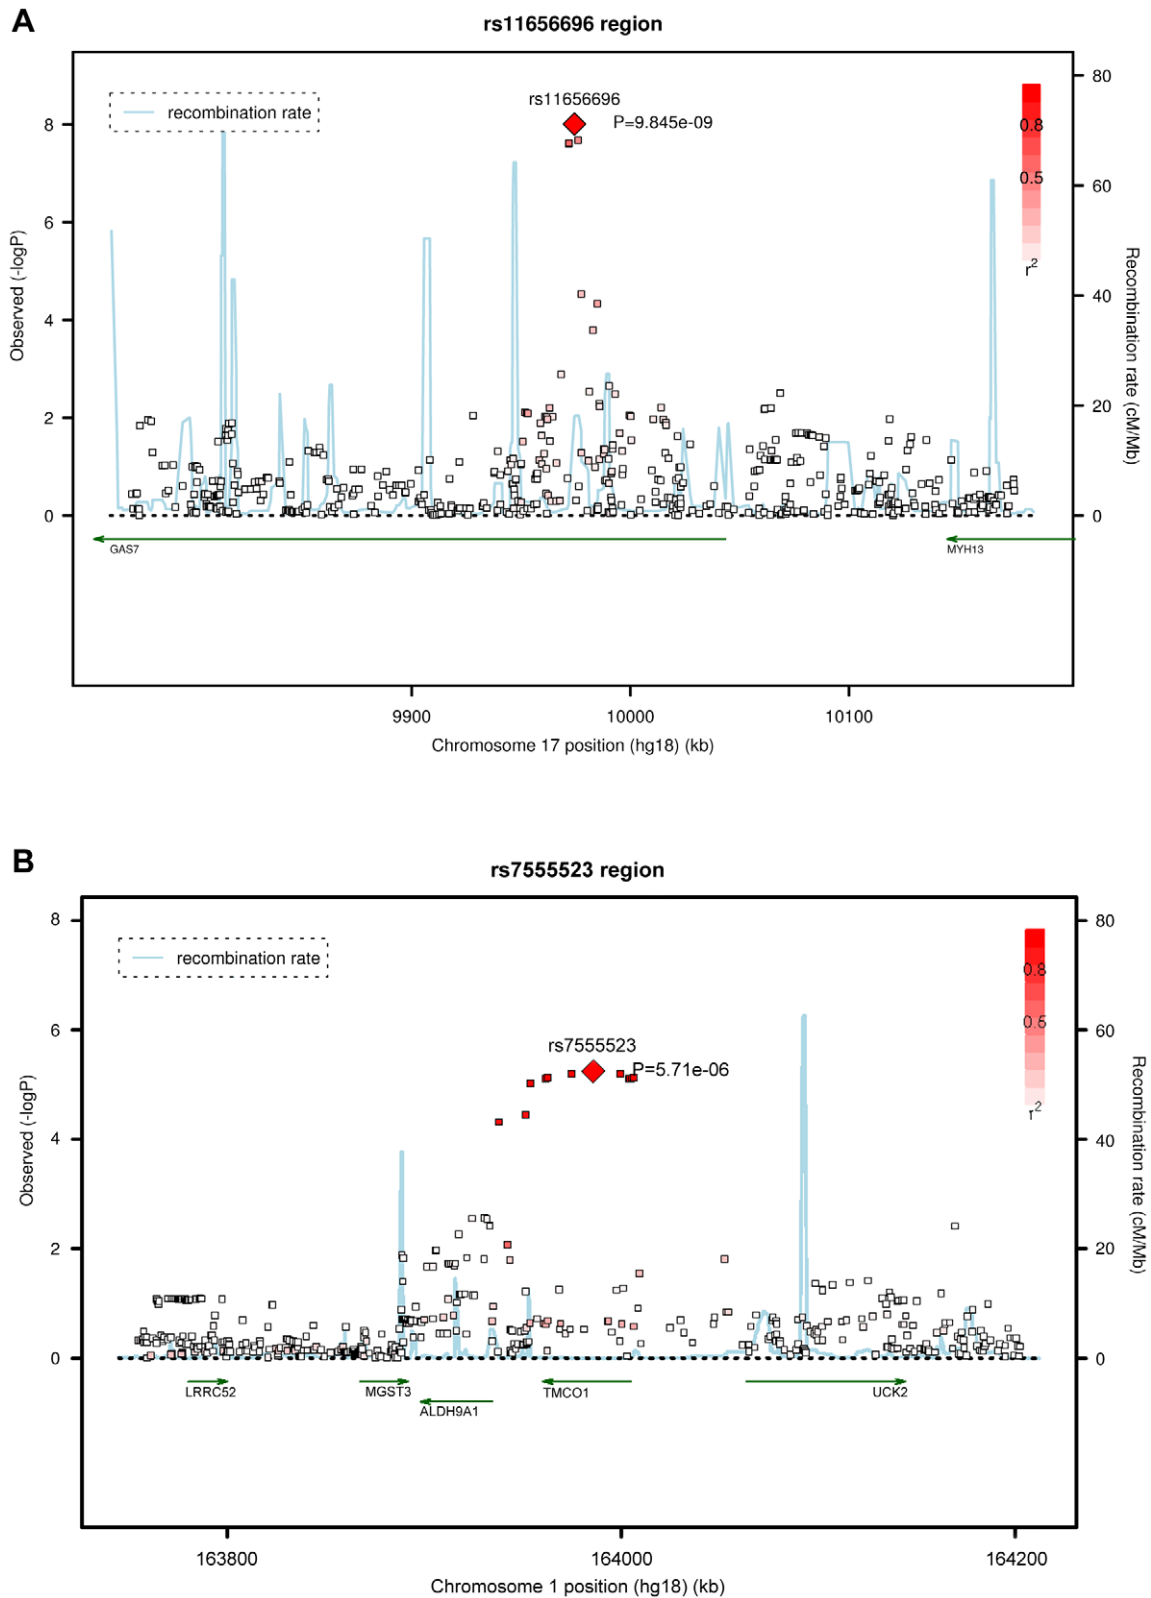 A
rs11656696 region
recombination rate
rs11656696
P=9.845e-09
0.8
0.5
r2
8
6
4
2
0
80
60
40
20
0
Observed (-logP)
Recombination rate (cM/Mb)
GAS7
MYH13
9900
10000
10100
Chromosome 17 position (hg18) (kb)
B
rs7555523 region
recombination rate
rs7555523
P=5.71e-06
0.8
0.5
r2
8
6
4
2
0
80
60
40
20
0
Observed (-logP)
Recombination rate (cM/Mb)
LRRC52
MGST3
ALDH9A1
TMCO1
UCK2
163800
164000
164200
Chromosome 1 position (hg18) (kb)